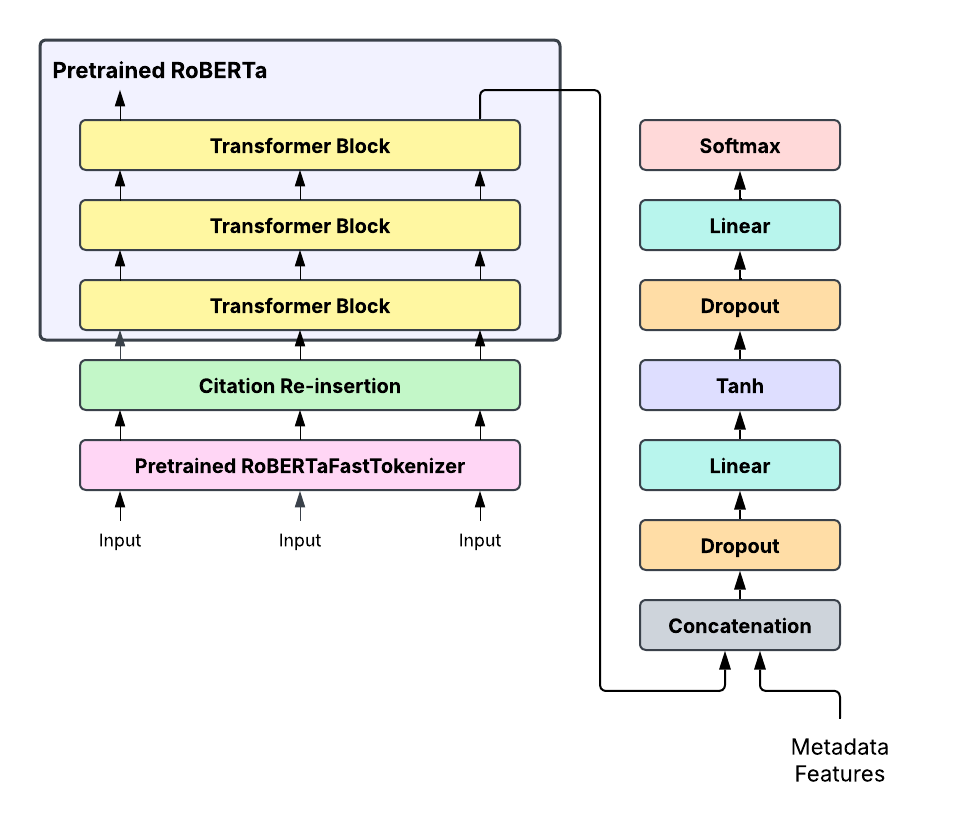 Pretrained RoBERTa
Transformer Block
Transformer Block
Transformer Block
Citation Re-insertion
Pretrained RoBERTaFastTokenizer
Input
Input
Input
Softmax
Linear
Dropout
Tanh
Linear
Dropout
Concatenation
Metadata
Features